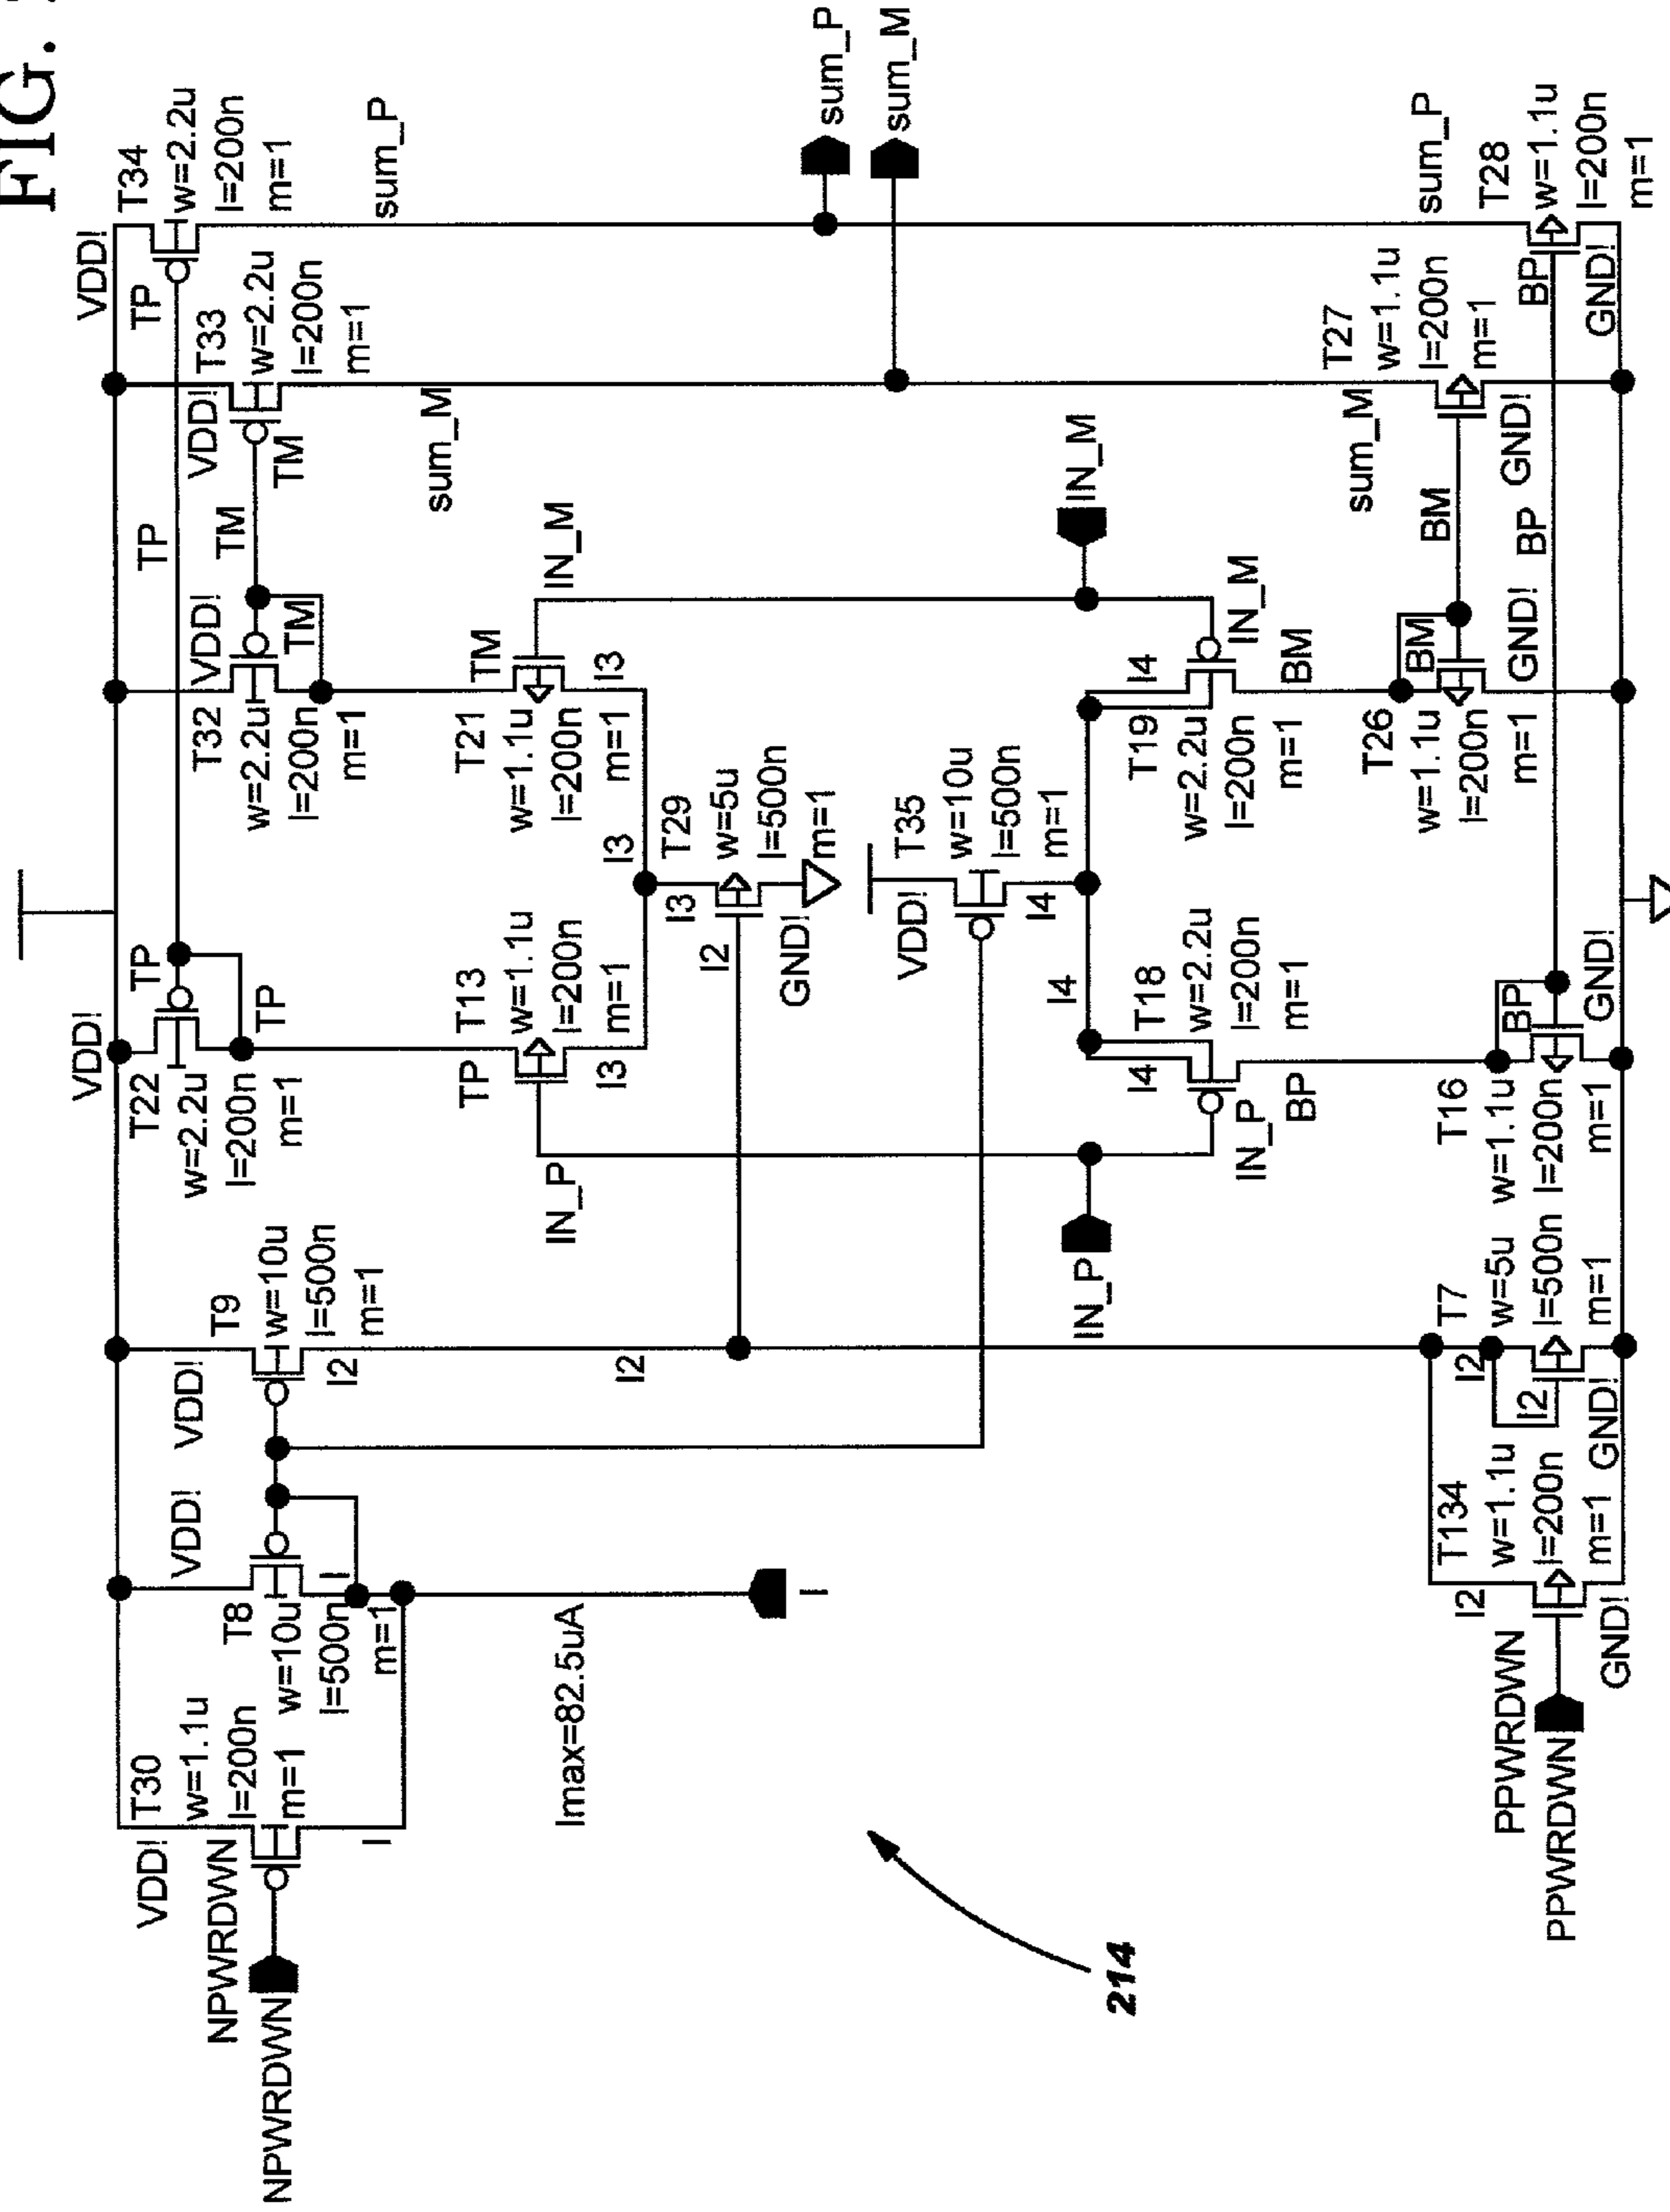 FIG.
VDD!
T30
w=1.1u
l=200n
m=1
NPWRDWN
NPWRDWN
I
VDD!
T8
w=10u
l=500n
m=1
I
Imax=82.5uA
I
VDD!
T9
w=10u
l=500n
m=1
I2
I2
VDD!
T22
w=2.2u
l=200n
m=1
TP
TP
TP
VDD!
T32
w=2.2u
l=200n
m=1
TM
TM
VDD!
T33
w=2.2u
l=200n
m=1
TM
sum_M
VDD!
T34
w=2.2u
l=200n
m=1
TP
sum_P
IN_P
TP
T13
w=1.1u
l=200n
m=1
I3
TM
T21
w=1.1u
l=200n
m=1
I3
IN_M
I3
I3
T29
w=5u
l=500n
m=1
I2
GND!
sum_P
sum_M
VDD!
T35
w=10u
l=500n
m=1
I4
I4
IN_P
I4
T18
w=2.2u
l=200n
m=1
IN_P
BP
I4
T19
w=2.2u
l=200n
m=1
IN_M
BM
IN_M
214
PPWRDWN
PPWRDWN
I2
T134
w=1.1u
l=200n
m=1
GND!
I2
T7
w=5u
l=500n
m=1
I2
GND!
T16
w=1.1u
l=200n
m=1
BP
GND!
T26
w=1.1u
l=200n
m=1
BM
GND!
BM
BP
sum_M
T27
w=1.1u
l=200n
m=1
GND!
sum_P
T28
w=1.1u
l=200n
m=1
BP
GND!